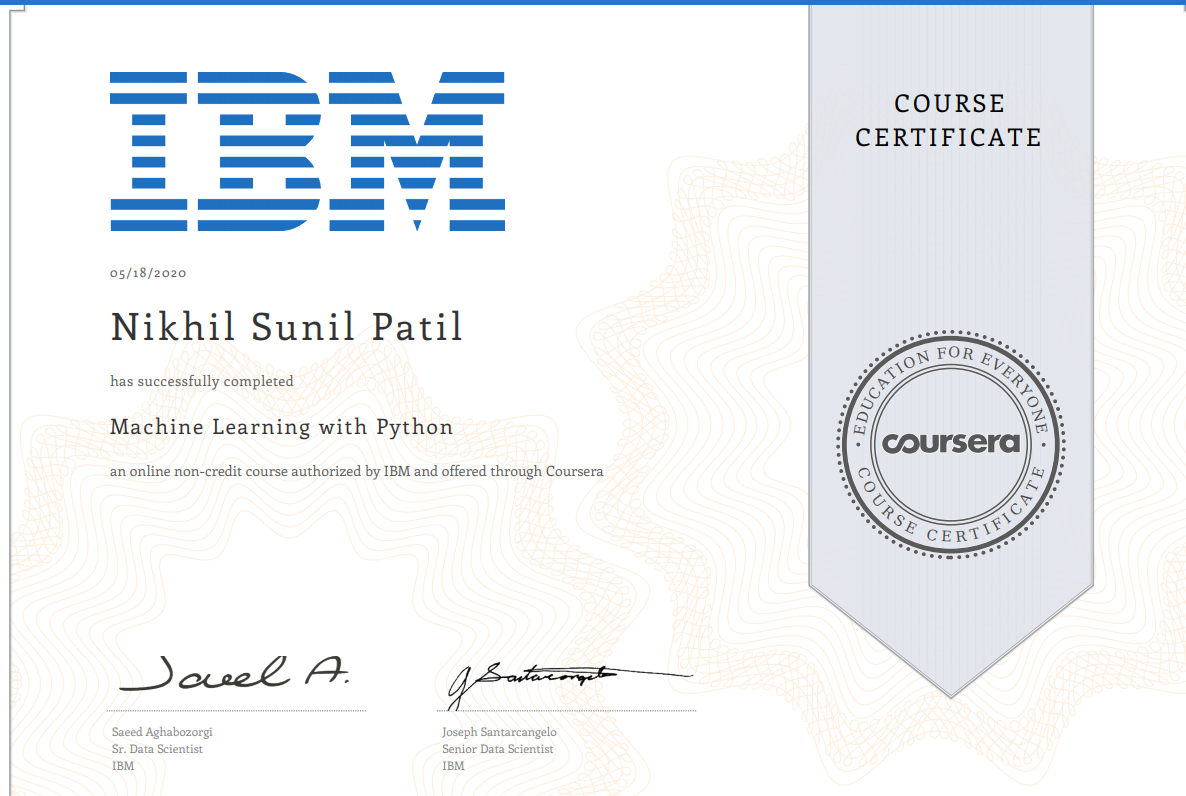 IBM
COURSE
CERTIFICATE
05/18/2020
Nikhil Sunil Patil
has successfully completed
Machine Learning with Python
an online non-credit course authorized by IBM and offered through Coursera
EDUCATION FOR EVERYONE
coursera
COURSE CERTIFICATE
Saeed A.
J Santarcangelo
Saeed Aghabozorgi
Sr. Data Scientist
IBM
Joseph Santarcangelo
Senior Data Scientist
IBM